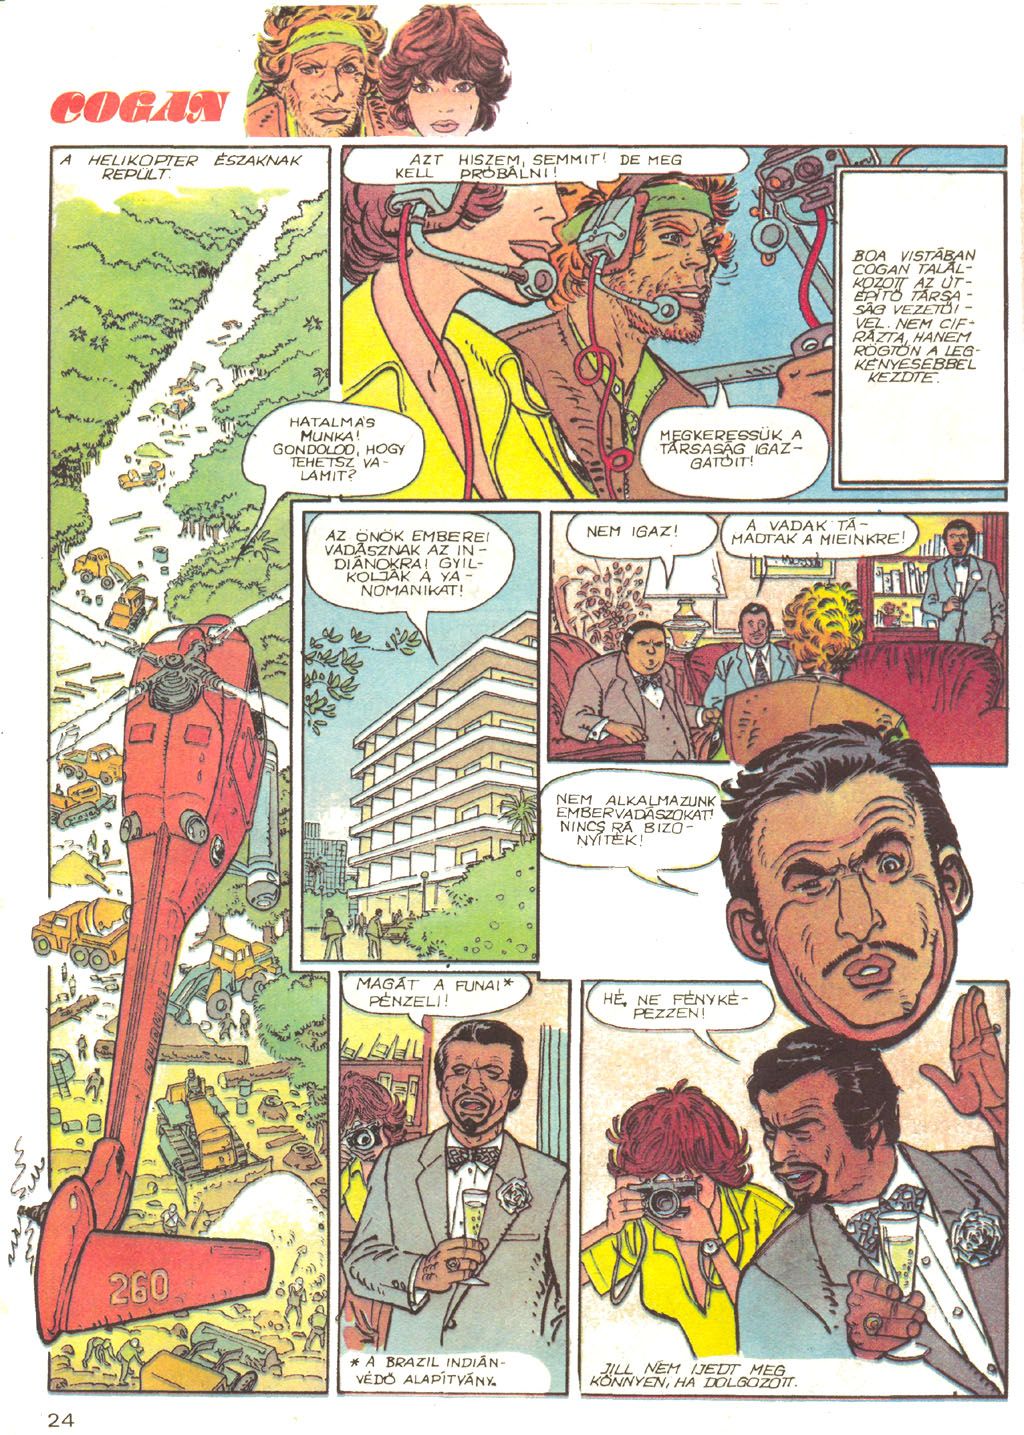 COGAN
A HELIKOPTER ÉSZAKNAK
REPÜLT.
HATALMAS
MUNKA!
GONDOLOD, HOGY
TEHETSZ VA-
LAMIT?
AZT HISZEM, SEMMIT! DE MEG
KELL PRÓBÁLNI!
MEGKERESSÜK A
TÁRSASÁG IGAZ-
GATÓIT!
BOA VISTÁBAN
COGAN TALÁL-
KOZOTT AZ ÚT-
ÉPÍTŐ TÁRSA-
SÁG VEZETŐI-
VEL. NEM CIF-
RÁZTA, HANEM
RÖGTÖN A LEG-
KÉNYESEBBEL
KEZDTE.
AZ ÖNÖK EMBEREI
VADÁSZNAK AZ IN-
DIÁNOKRA! GYIL-
KOLJÁK A YA-
NOMANIKAT!
NEM IGAZ!
A VADAK TÁ-
MADTAK A MIEINKRE!
NEM ALKALMAZUNK
EMBERVADÁSZOKAT!
NINCS RÁ BIZO-
NYÍTÉK!
MAGÁT A FUNAI*
PÉNZELI!
* A BRAZIL INDIÁN-
VÉDŐ ALAPÍTVÁNY.
HÉ, NE FÉNYKÉ-
PEZZEN!
JILL NEM IJEDT MEG
KÖNNYEN, HA DOLGOZOTT.
260
24